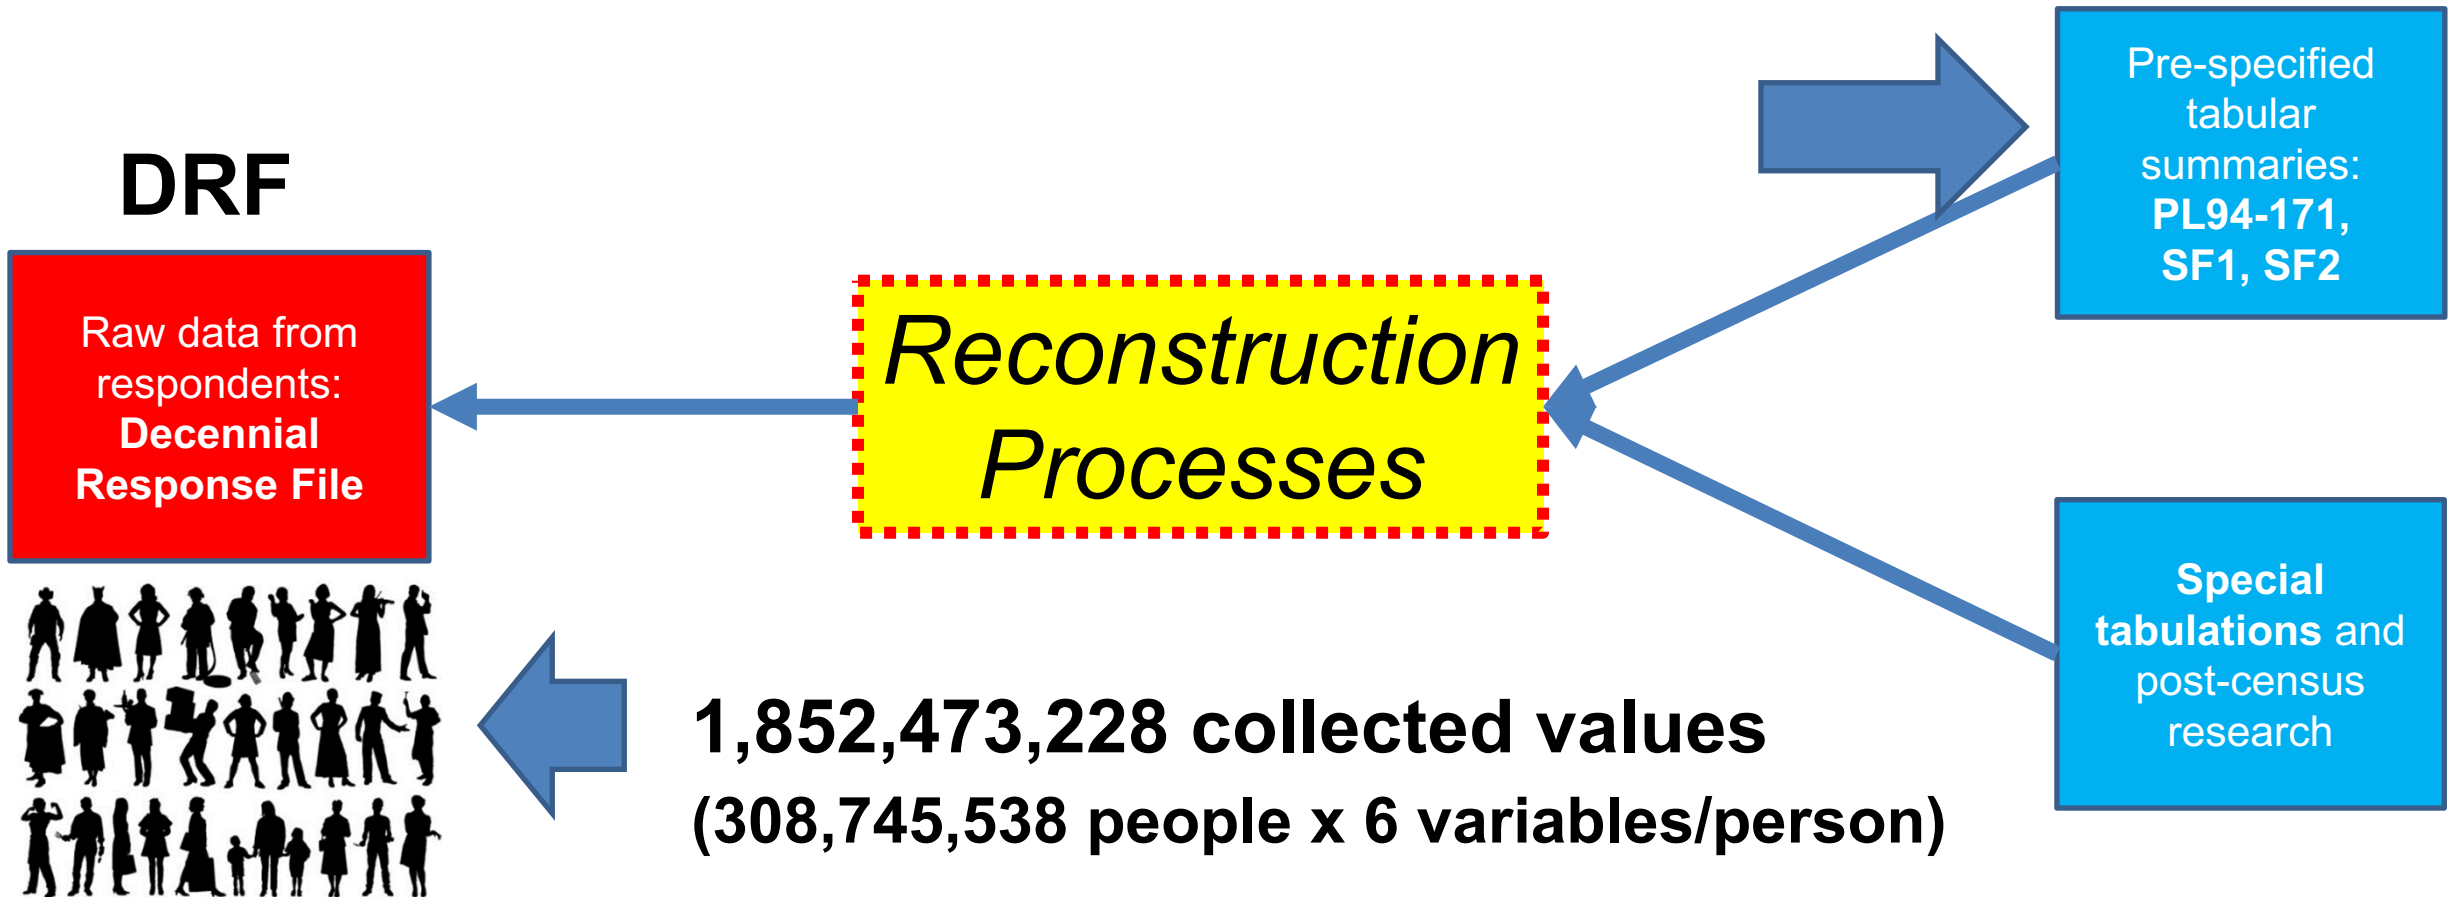 DRF
Raw data from
respondents:
Decennial
Response File
Reconstruction
Processes
Pre-specified
tabular
summaries:
PL94-171,
SF1, SF2
Special
tabulations and
post-census
research
1,852,473,228 collected values
(308,745,538 people x 6 variables/person)